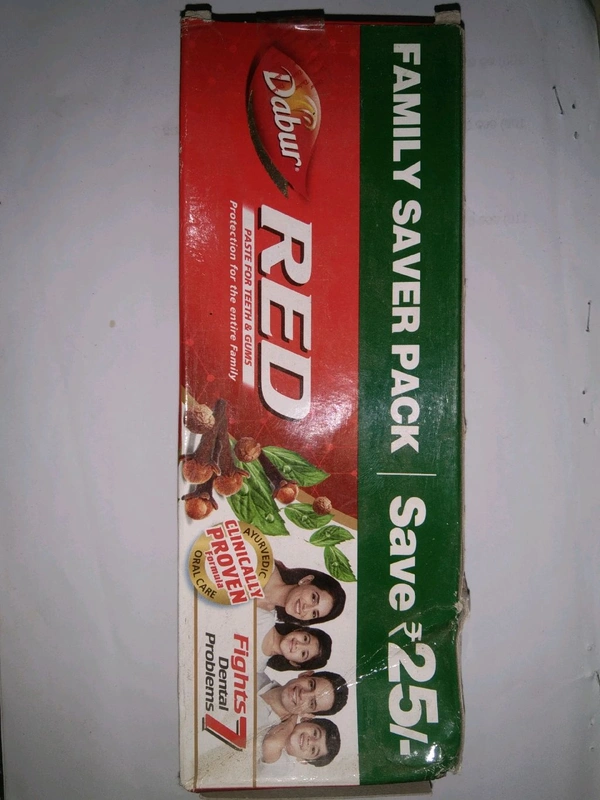 FAMILY SAVER PACK | Save ₹25/-
Dabur
RED
PASTE FOR TEETH & GUMS
Protection for the entire Family
AYURVEDIC
CLINICALLY
PROVEN
Formula
ORAL CARE
Fights 7
Dental
Problems